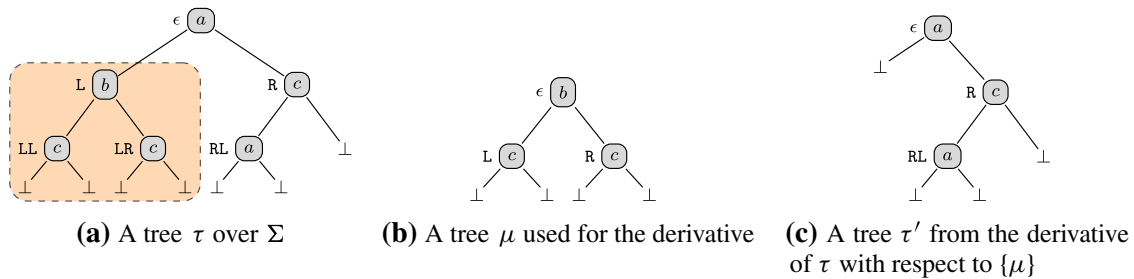 ϵ a
L b R c
LL c LR c RL a ⊥
⊥ ⊥ ⊥ ⊥ ⊥ ⊥
(a) A tree τ over Σ
ϵ b
L c R c
⊥ ⊥ ⊥ ⊥
(b) A tree μ used for the derivative
ϵ a
⊥ R c
RL a ⊥
⊥ ⊥
(c) A tree τ′ from the derivative
of τ with respect to {μ}